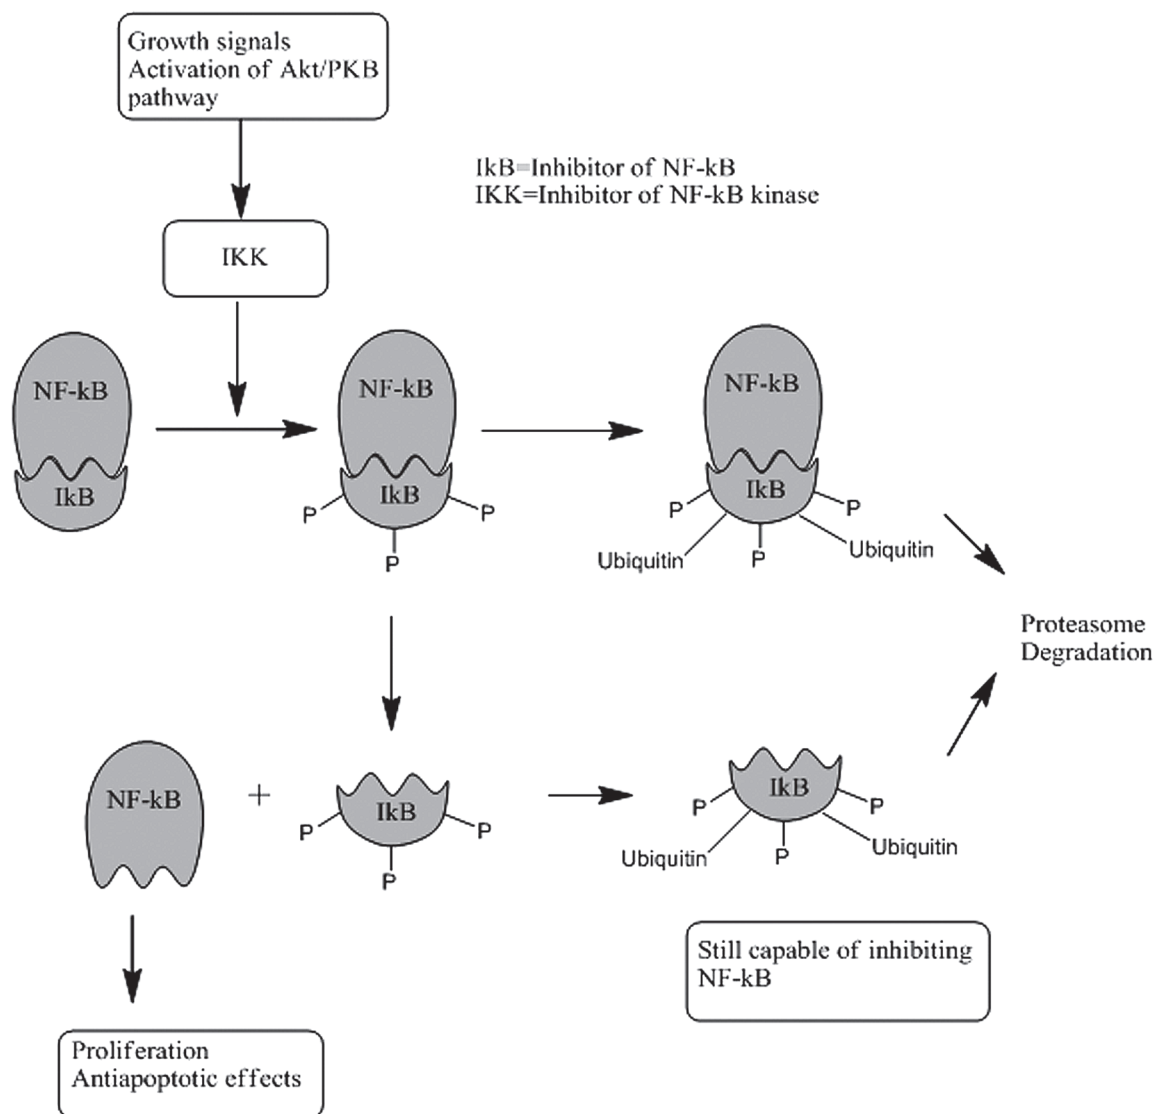 Growth signals
Activation of Akt/PKB
pathway
IkB=Inhibitor of NF-kB
IKK=Inhibitor of NF-kB kinase
IKK
NF-kB
IkB
NF-kB
IkB
P
P
P
NF-kB
IkB
P
P
P
Ubiquitin
Ubiquitin
Proteasome
Degradation
NF-kB
+
IkB
P
P
P
IkB
P
P
P
Ubiquitin
Ubiquitin
Still capable of inhibiting
NF-kB
Proliferation
Antiapoptotic effects